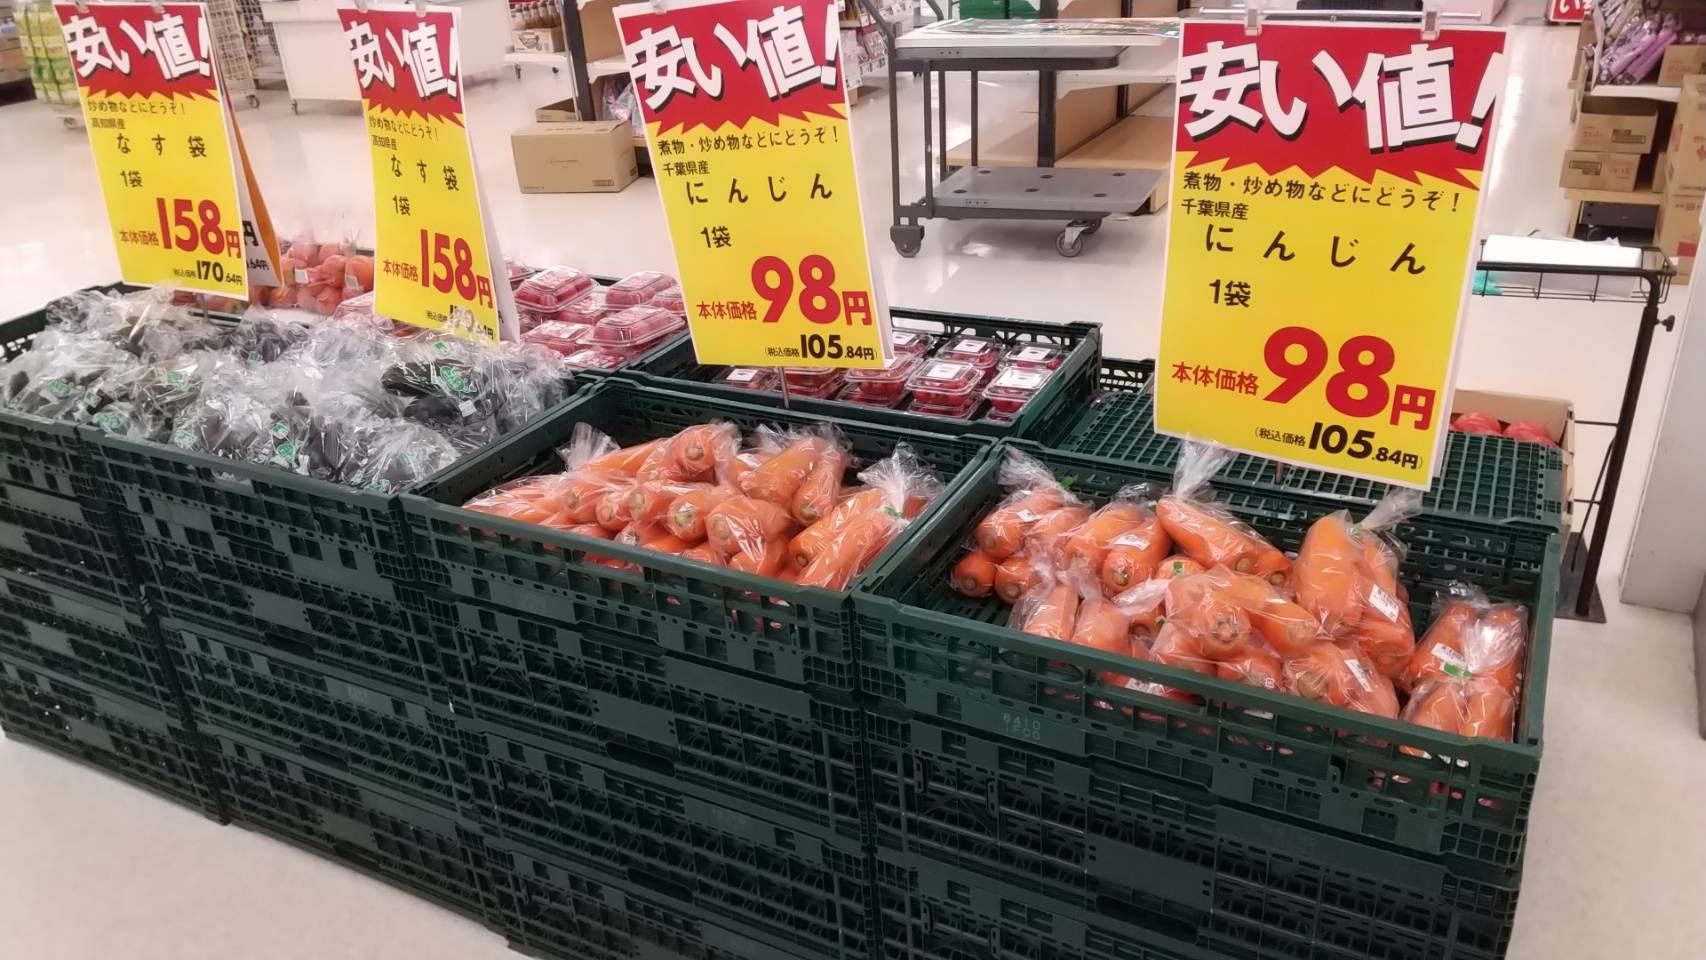 安い値!
炒め物などにどうぞ!
高知県産
なす袋
1袋
本体価格158円
税込価格170.64円
安い値!
炒め物などにどうぞ!
高知県産
なす袋
1袋
本体価格158円
安い値!
煮物・炒め物などにどうぞ!
千葉県産
にんじん
1袋
本体価格98円
(税込価格105.84円)
安い値!
煮物・炒め物などにどうぞ!
千葉県産
にんじん
1袋
本体価格98円
(税込価格105.84円)